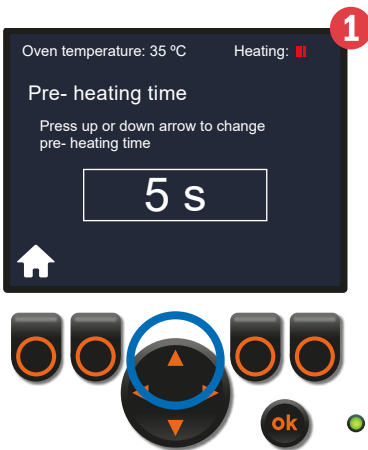 1
Oven temperature: 35 ºC Heating:
Pre- heating time
Press up or down arrow to change
pre- heating time
5 s
ok